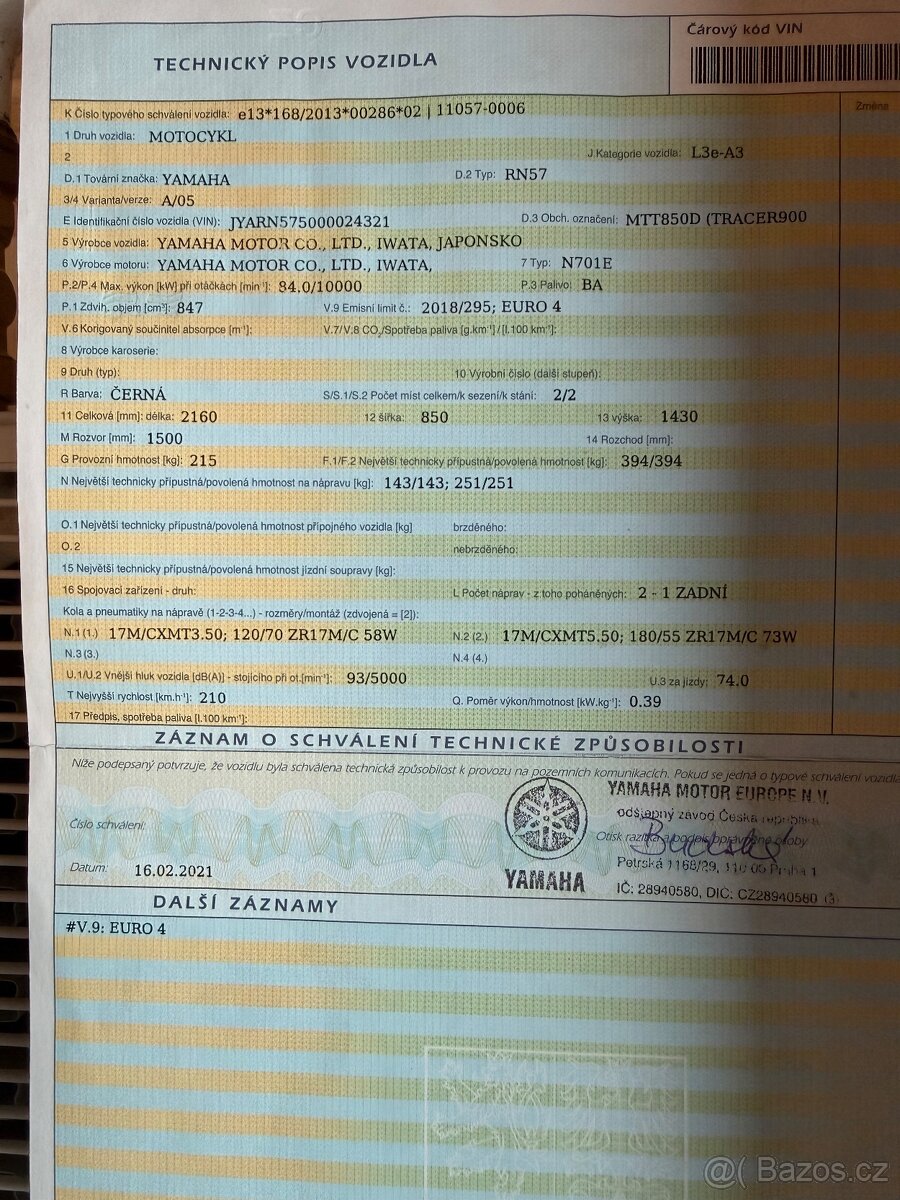 TECHNICKÝ POPIS VOZIDLA
Čárový kód VIN
K Číslo typového schválení vozidla: e13*168/2013*00286*02 | 11057-0006
Změna
1 Druh vozidla: MOTOCYKL
2
J Kategorie vozidla: L3e-A3
D.1 Tovární značka: YAMAHA D.2 Typ: RN57
3/4 Varianta/verze: A/05
E Identifikační číslo vozidla (VIN): JYARN575000024321 D.3 Obch. označení: MTT850D (TRACER900
5 Výrobce vozidla: YAMAHA MOTOR CO., LTD., IWATA, JAPONSKO
6 Výrobce motoru: YAMAHA MOTOR CO., LTD., IWATA, 7 Typ: N701E
P.2/P.4 Max. výkon [kW] při otáčkách [min⁻¹]: 84.0/10000 P.3 Palivo: BA
P.1 Zdvih. objem [cm³]: 847 V.9 Emisní limit č.: 2018/295; EURO 4
V.6 Korigovaný součinitel absorpce [m⁻¹]: V.7/V.8 CO₂/Spotřeba paliva [g.km⁻¹] / [l.100 km⁻¹]:
8 Výrobce karoserie:
9 Druh (typ): 10 Výrobní číslo (další stupeň):
R Barva: ČERNÁ S/S.1/S.2 Počet míst celkem/k sezení/k stání: 2/2
11 Celková [mm]: délka: 2160 12 šířka: 850 13 výška: 1430
M Rozvor [mm]: 1500 14 Rozchod [mm]:
G Provozní hmotnost [kg]: 215 F.1/F.2 Největší technicky přípustná/povolená hmotnost [kg]: 394/394
N Největší technicky přípustná/povolená hmotnost na nápravu [kg]: 143/143; 251/251
O.1 Největší technicky přípustná/povolená hmotnost přípojného vozidla [kg] brzděného:
O.2 nebrzděného:
15 Největší technicky přípustná/povolená hmotnost jízdní soupravy [kg]:
16 Spojovací zařízení - druh: L Počet náprav - z toho poháněných: 2 - 1 ZADNÍ
Kola a pneumatiky na nápravě (1-2-3-4...) - rozměry/montáž (zdvojená = [2]):
N.1 (1.) 17M/CXMT3.50; 120/70 ZR17M/C 58W N.2 (2.) 17M/CXMT5.50; 180/55 ZR17M/C 73W
N.3 (3.) N.4 (4.)
U.1/U.2 Vnější hluk vozidla [dB(A)] - stojícího při ot.[min⁻¹]: 93/5000 U.3 za jízdy: 74.0
T Nejvyšší rychlost [km.h⁻¹]: 210 Q. Poměr výkon/hmotnost [kW.kg⁻¹]: 0.39
17 Předpis, spotřeba paliva [l.100 km⁻¹]:
ZÁZNAM O SCHVÁLENÍ TECHNICKÉ ZPŮSOBILOSTI
Níže podepsaný potvrzuje, že vozidlu byla schválena technická způsobilost k provozu na pozemních komunikacích. Pokud se jedná o typové schválení vozidla
YAMAHA MOTOR EUROPE N.V.
odštěpný závod Česká republika
Číslo schválení:
Otisk razítka a podpis oprávněné osoby
Petrská 1168/29, 110 00 Praha 1
Datum: 16.02.2021
YAMAHA
IČ: 28940580, DIČ: CZ28940580 (3)
DALŠÍ ZÁZNAMY
#V.9: EURO 4
@( Bazos.cz